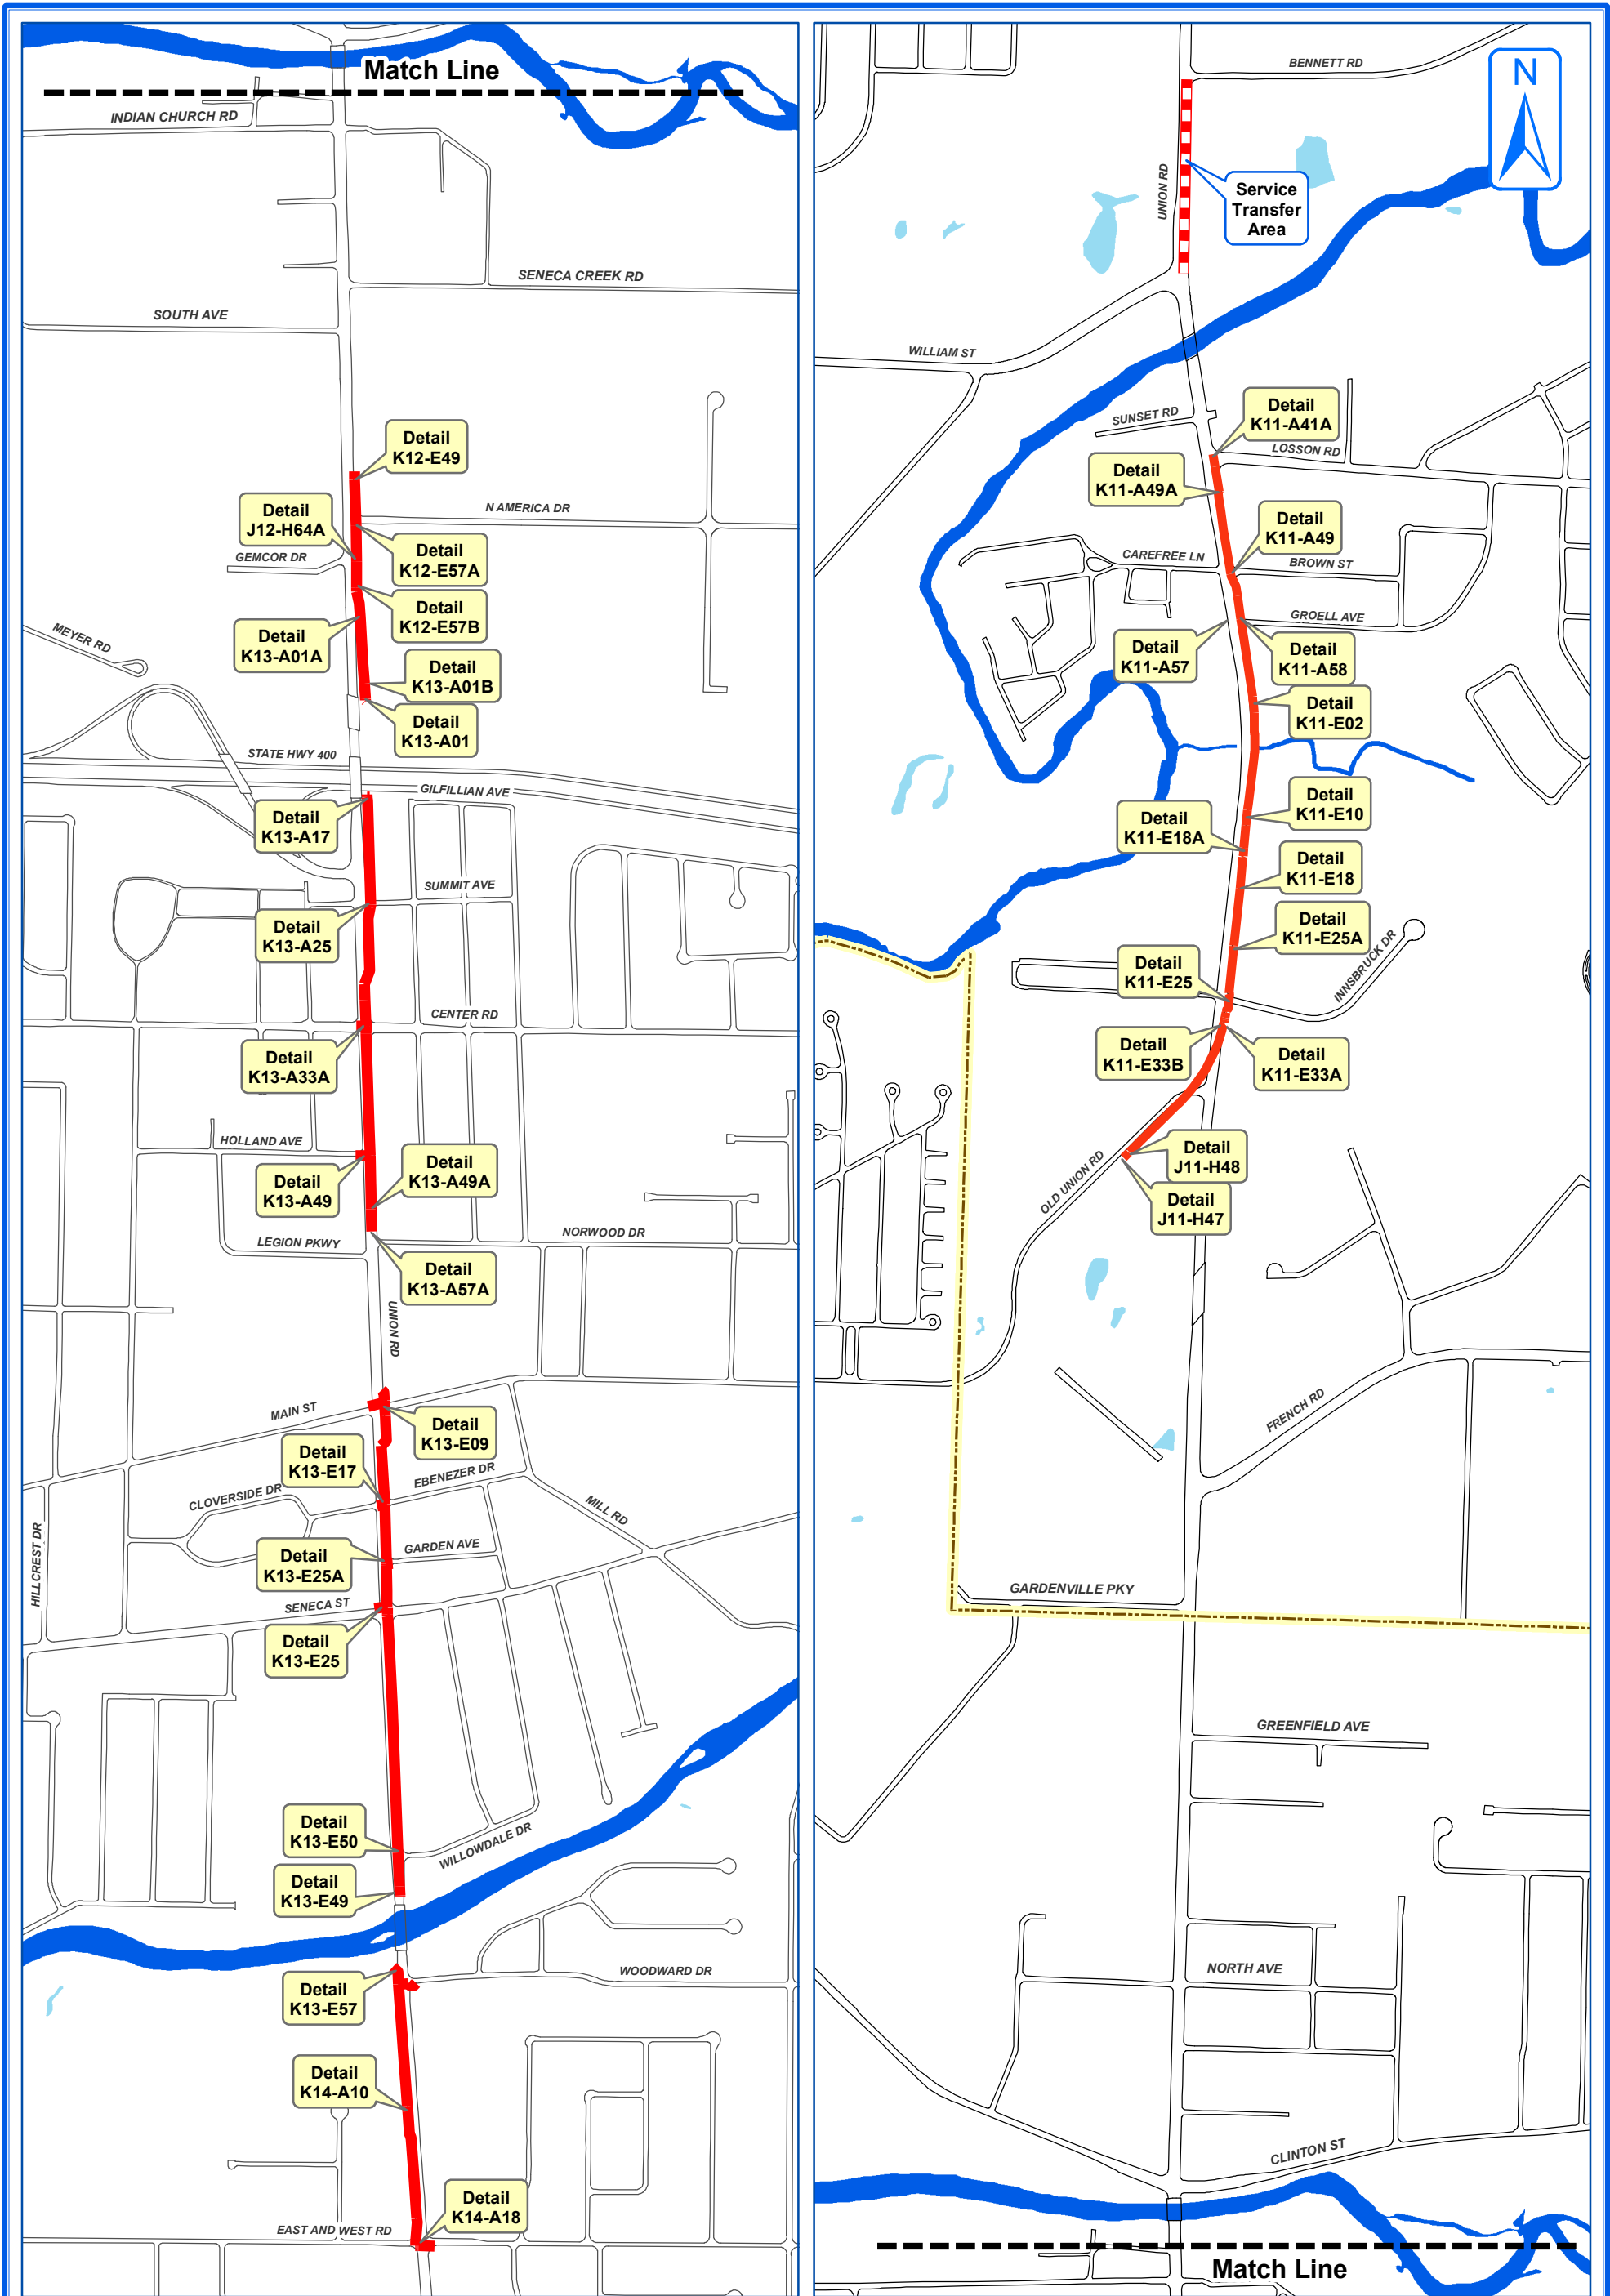 Match Line
INDIAN CHURCH RD
SENECA CREEK RD
SOUTH AVE
Detail
K12-E49
N AMERICA DR
Detail
J12-H64A
GEMCOR DR
Detail
K12-E57A
Detail
K12-E57B
MEYER RD
Detail
K13-A01A
Detail
K13-A01B
Detail
K13-A01
STATE HWY 400
GILFILLIAN AVE
Detail
K13-A17
SUMMIT AVE
Detail
K13-A25
CENTER RD
Detail
K13-A33A
HOLLAND AVE
Detail
K13-A49
Detail
K13-A49A
NORWOOD DR
LEGION PKWY
Detail
K13-A57A
UNION RD
MAIN ST
Detail
K13-E09
Detail
K13-E17
EBENEZER DR
CLOVERSIDE DR
MILL RD
HILLCREST DR
GARDEN AVE
Detail
K13-E25A
SENECA ST
Detail
K13-E25
Detail
K13-E50
WILLOWDALE DR
Detail
K13-E49
WOODWARD DR
Detail
K13-E57
Detail
K14-A10
Detail
K14-A18
EAST AND WEST RD
BENNETT RD
N
UNION RD
Service
Transfer
Area
WILLIAM ST
SUNSET RD
Detail
K11-A41A
LOSSON RD
Detail
K11-A49A
Detail
K11-A49
CAREFREE LN
BROWN ST
GROELL AVE
Detail
K11-A57
Detail
K11-A58
Detail
K11-E02
Detail
K11-E10
Detail
K11-E18A
Detail
K11-E18
Detail
K11-E25A
INNSBRUCK DR
Detail
K11-E25
Detail
K11-E33B
Detail
K11-E33A
OLD UNION RD
Detail
J11-H48
Detail
J11-H47
FRENCH RD
GARDENVILLE PKY
GREENFIELD AVE
NORTH AVE
CLINTON ST
Match Line